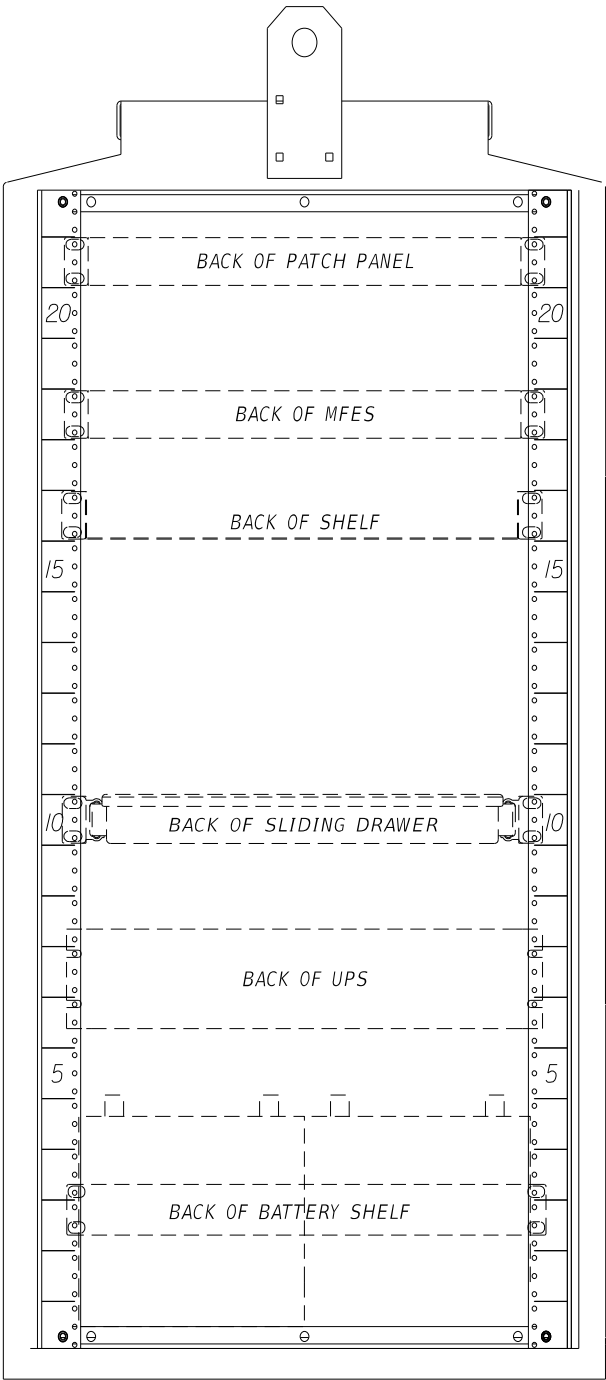 BACK OF PATCH PANEL
20 20
BACK OF MFES
BACK OF SHELF
15 15
10 BACK OF SLIDING DRAWER 10
BACK OF UPS
5 5
BACK OF BATTERY SHELF